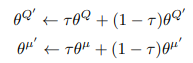 θ^{Q′} ← τθ^{Q} + (1 − τ)θ^{Q′}
θ^{μ′} ← τθ^{μ} + (1 − τ)θ^{μ′}